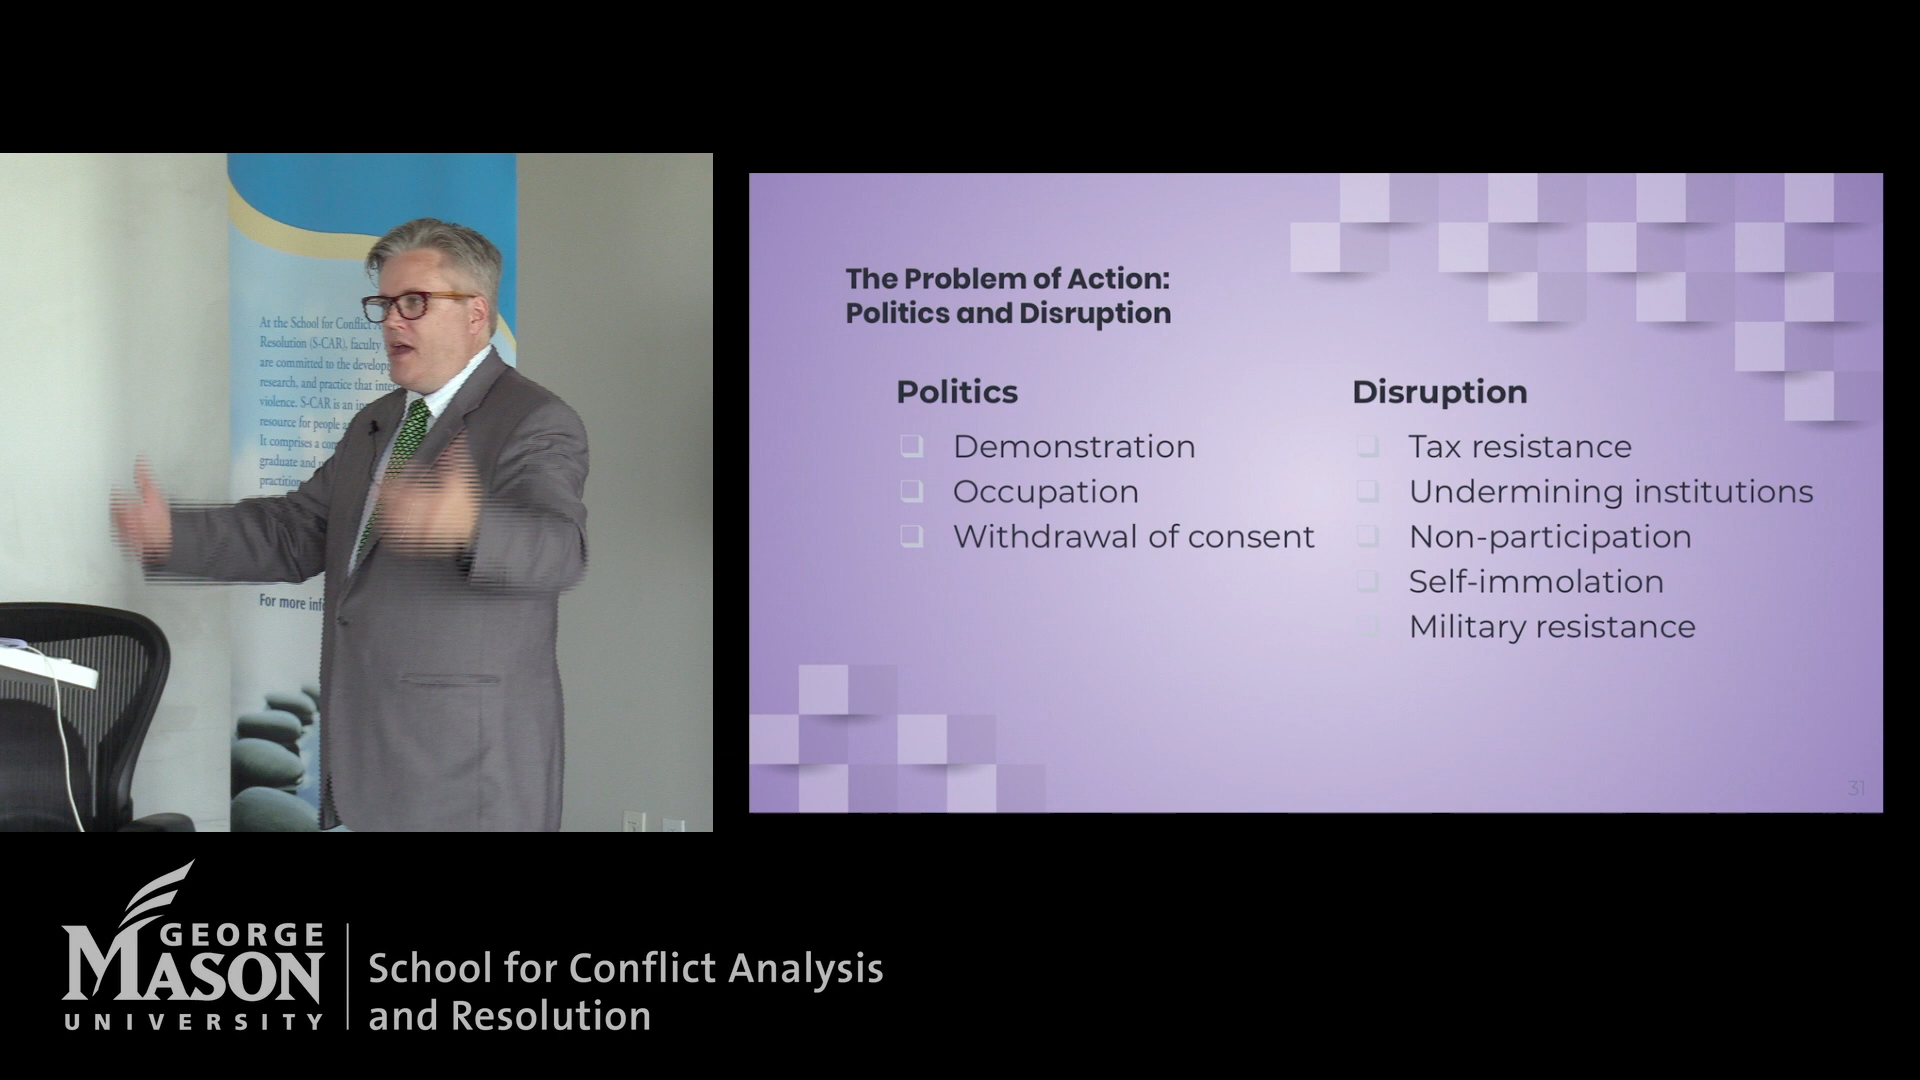 At the School for Conflict
Resolution (S-CAR), faculty
are committed to the develop
research, and practice that inter
violence. S-CAR is an in
resource for people a
It comprises a com
graduate and
practition
For more inf
The Problem of Action:
Politics and Disruption
Politics
❑ Demonstration
❑ Occupation
❑ Withdrawal of consent
Disruption
❑ Tax resistance
❑ Undermining institutions
❑ Non-participation
❑ Self-immolation
Military resistance
31
GEORGE
MASON
UNIVERSITY
School for Conflict Analysis
and Resolution